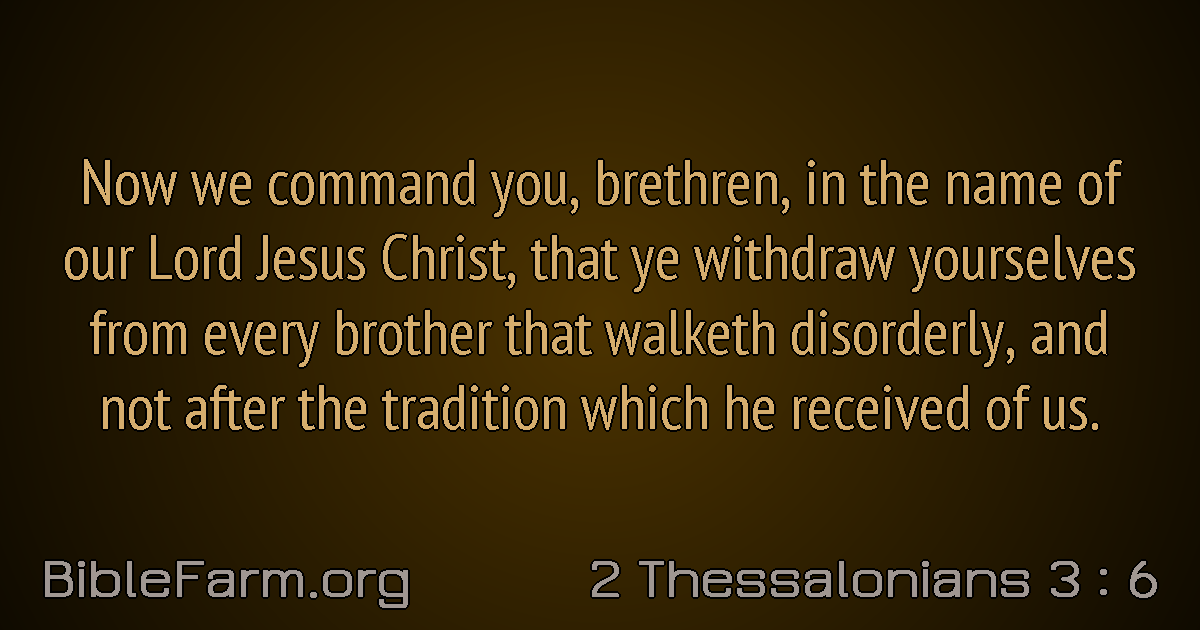 Now we command you, brethren, in the name of
our Lord Jesus Christ, that ye withdraw yourselves
from every brother that walketh disorderly, and
not after the tradition which he received of us.
BibleFarm.org
2 Thessalonians 3 : 6